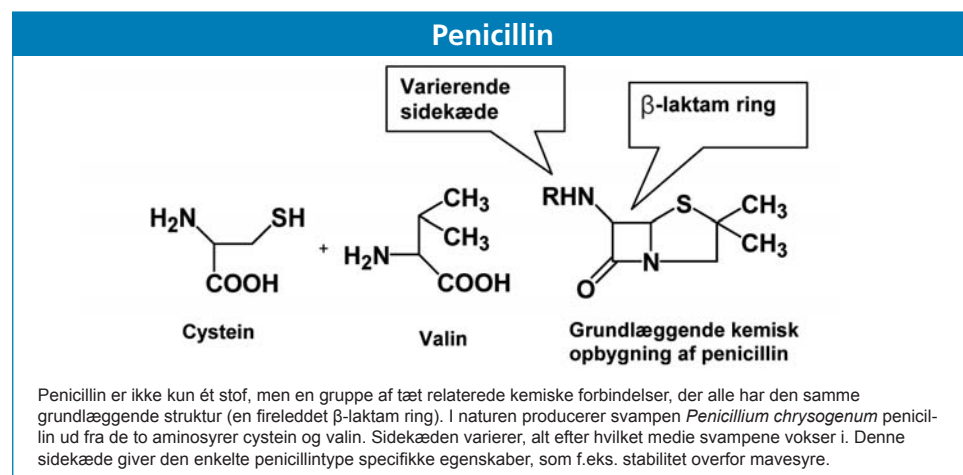 Penicillin
Varierende
sidekæde
β-laktam ring
H₂N
SH
COOH
+
H₂N
CH₃
CH₃
COOH
RHN
S
CH₃
CH₃
N
O
Cystein
Valin
Grundlæggende kemisk
opbygning af penicillin
Penicillin er ikke kun ét stof, men en gruppe af tæt relaterede kemiske forbindelser, der alle har den samme
grundlæggende struktur (en fireleddet β-laktam ring). I naturen producerer svampen Penicillium chrysogenum penicil-
lin ud fra de to aminosyrer cystein og valin. Sidekæden varierer, alt efter hvilket medie svampene vokser i. Denne
sidekæde giver den enkelte penicillintype specifikke egenskaber, som f.eks. stabilitet overfor mavesyre.